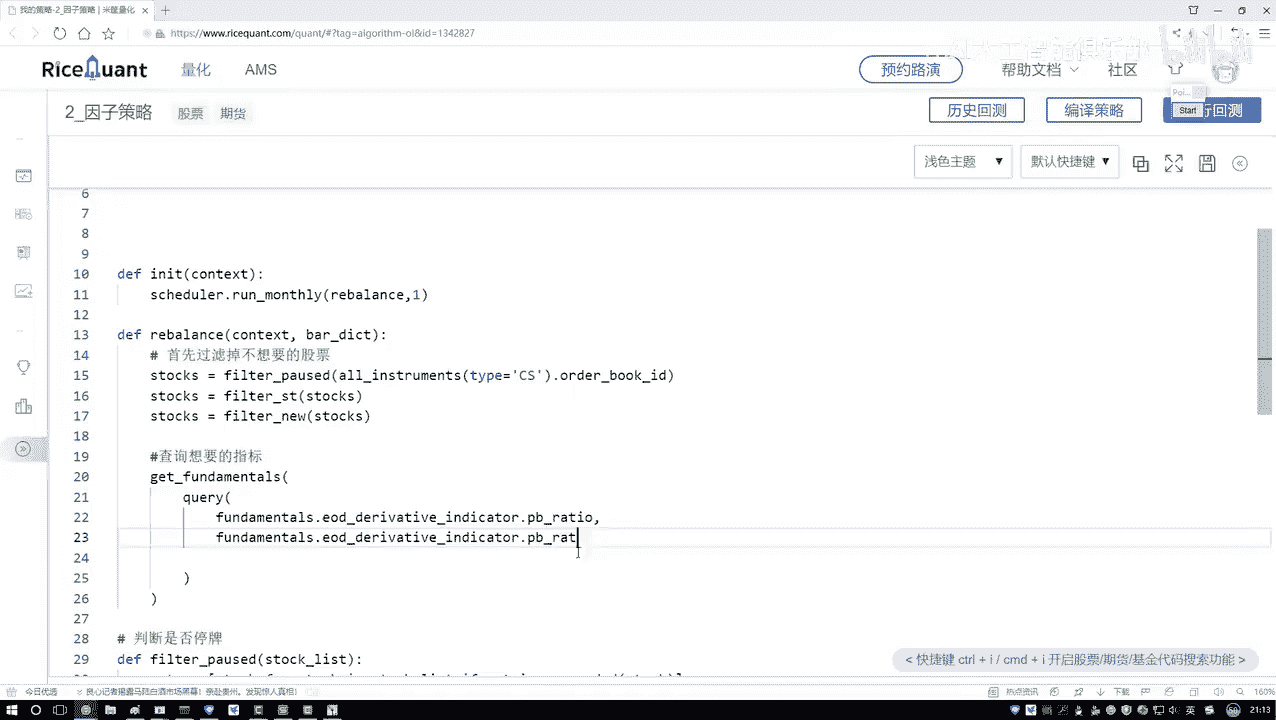 我的策略-2_因子策略 | 米筐量化
https://www.ricequant.com/quant/#?tag=algorithm-ol&id=1342827
RiceQuant 量化 AMS 预约路演 帮助文档 社区
2_因子策略 股票 期货 历史回测 编译策略 行回测
Poi...
Start
浅色主题 默认快捷键
6
7
8
9
10 def init(context):
11 scheduler.run_monthly(rebalance,1)
12
13 def rebalance(context, bar_dict):
14 # 首先过滤掉不想要的股票
15 stocks = filter_paused(all_instruments(type='CS').order_book_id)
16 stocks = filter_st(stocks)
17 stocks = filter_new(stocks)
18
19 #查询想要的指标
20 get_fundamentals(
21 query(
22 fundamentals.eod_derivative_indicator.pb_ratio,
23 fundamentals.eod_derivative_indicator.pb_rat
24
25 )
26 )
27
28 # 判断是否停牌
29 def filter_paused(stock_list):
< 快捷键 ctrl + i / cmd + i 开启股票/期货/基金代码搜索功能 >
今日优选 热点资讯 下载 160%
英 21:13